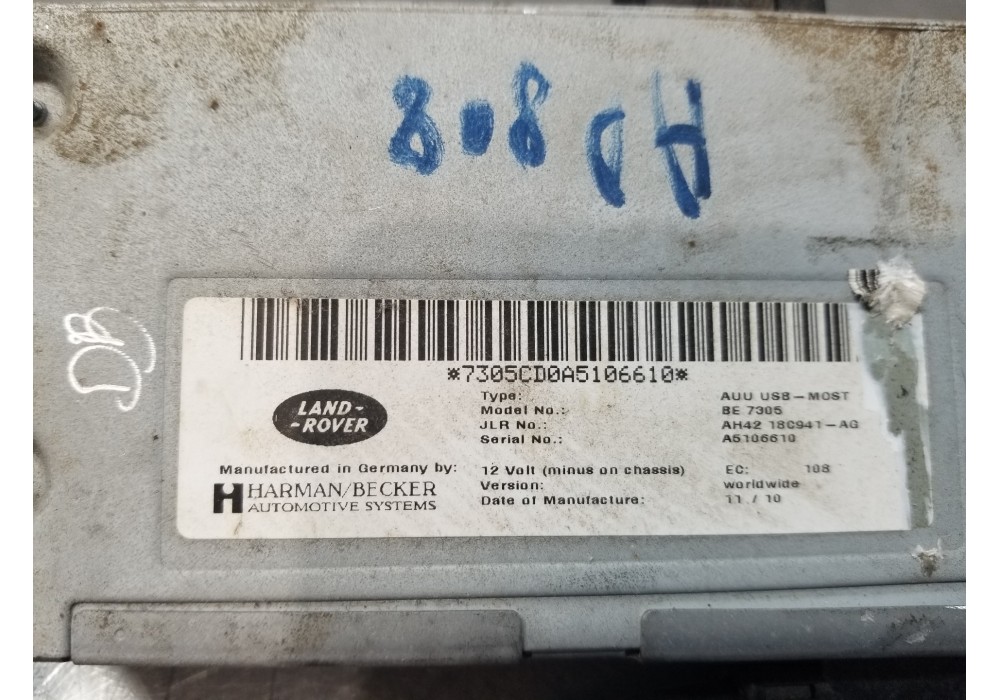 808
DB
*7305CD0A5106610*
LAND-
-ROVER
Type: AUU USB-MOST
Model No.: BE 7305
JLR No.: AH42 18C941-AG
Serial No.: A5106610
Manufactured in Germany by: 12 Volt (minus on chassis) EC: 108
HARMAN/BECKER Version: worldwide
AUTOMOTIVE SYSTEMS Date of Manufacture: 11 / 10